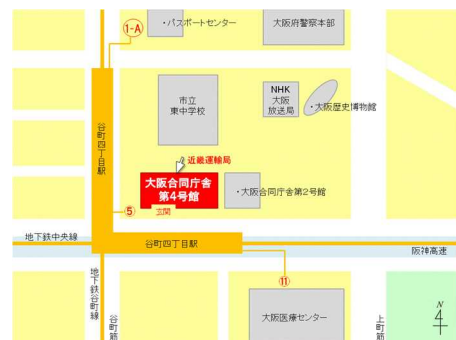 ・パスポートセンター
大阪府警察本部
1-A
市立
東中学校
NHK
大阪
放送局
・大阪歴史博物館
谷町四丁目駅
近畿運輸局
大阪合同庁舎
第4号館
玄関
・大阪合同庁舎第2号館
⑤
地下鉄中央線
谷町四丁目駅
阪神高速
地下鉄谷町線
谷町筋
⑪
大阪医療センター
上町筋
N